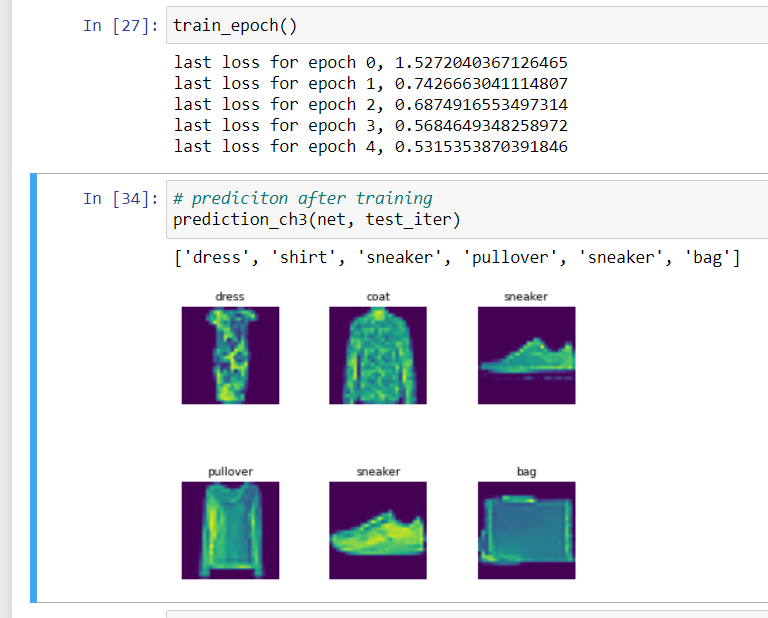 In [27]: train_epoch()
last loss for epoch 0, 1.5272040367126465
last loss for epoch 1, 0.7426663041114807
last loss for epoch 2, 0.6874916553497314
last loss for epoch 3, 0.5684649348258972
last loss for epoch 4, 0.5315353870391846
In [34]: # prediciton after training
prediction_ch3(net, test_iter)
['dress', 'shirt', 'sneaker', 'pullover', 'sneaker', 'bag']
dress coat sneaker
pullover sneaker bag